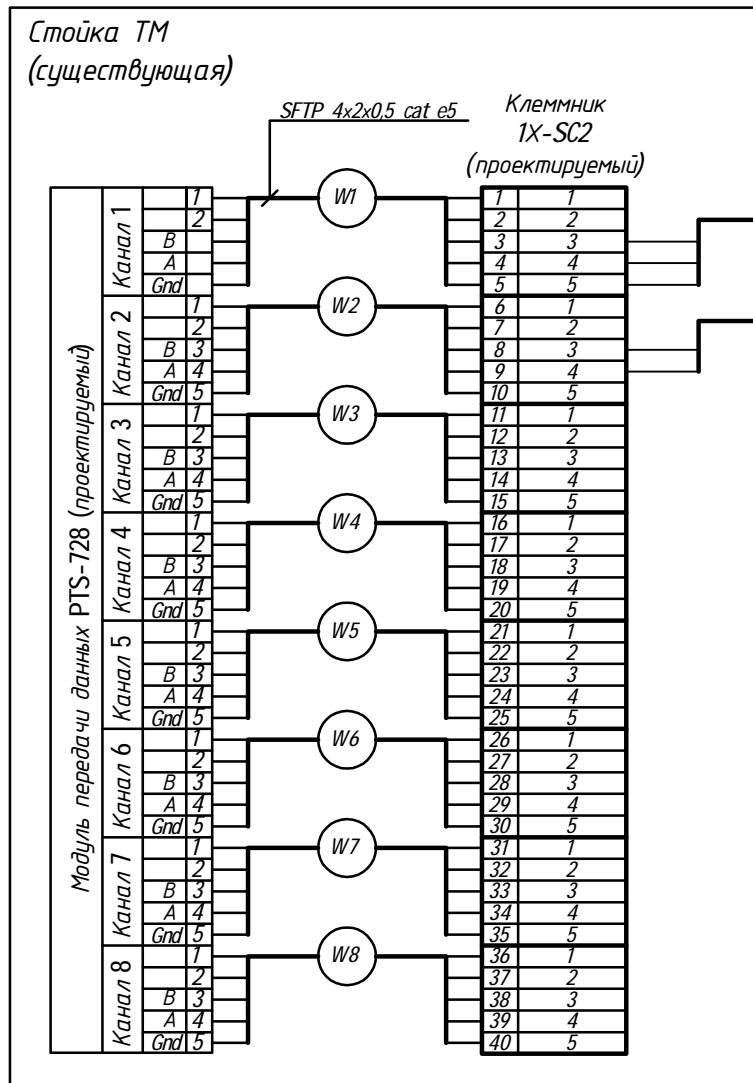 Стойка ТМ
(существующая)
SFTP 4x2x0,5 cat e5
Клеммник
1X-SC2
(проектируемый)
Модуль передачи данных PTS-728 (проектируемый)
Канал 1
1
2
B
A
Gnd
W1
1 1
2 2
3 3
4 4
5 5
Канал 2
1
2
B 3
A 4
Gnd 5
W2
6 1
7 2
8 3
9 4
10 5
Канал 3
1
2
B 3
A 4
Gnd 5
W3
11 1
12 2
13 3
14 4
15 5
Канал 4
1
2
B 3
A 4
Gnd 5
W4
16 1
17 2
18 3
19 4
20 5
Канал 5
1
2
B 3
A 4
Gnd 5
W5
21 1
22 2
23 3
24 4
25 5
Канал 6
1
2
B 3
A 4
Gnd 5
W6
26 1
27 2
28 3
29 4
30 5
Канал 7
1
2
B 3
A 4
Gnd 5
W7
31 1
32 2
33 3
34 4
35 5
Канал 8
1
2
B 3
A 4
Gnd 5
W8
36 1
37 2
38 3
39 4
40 5